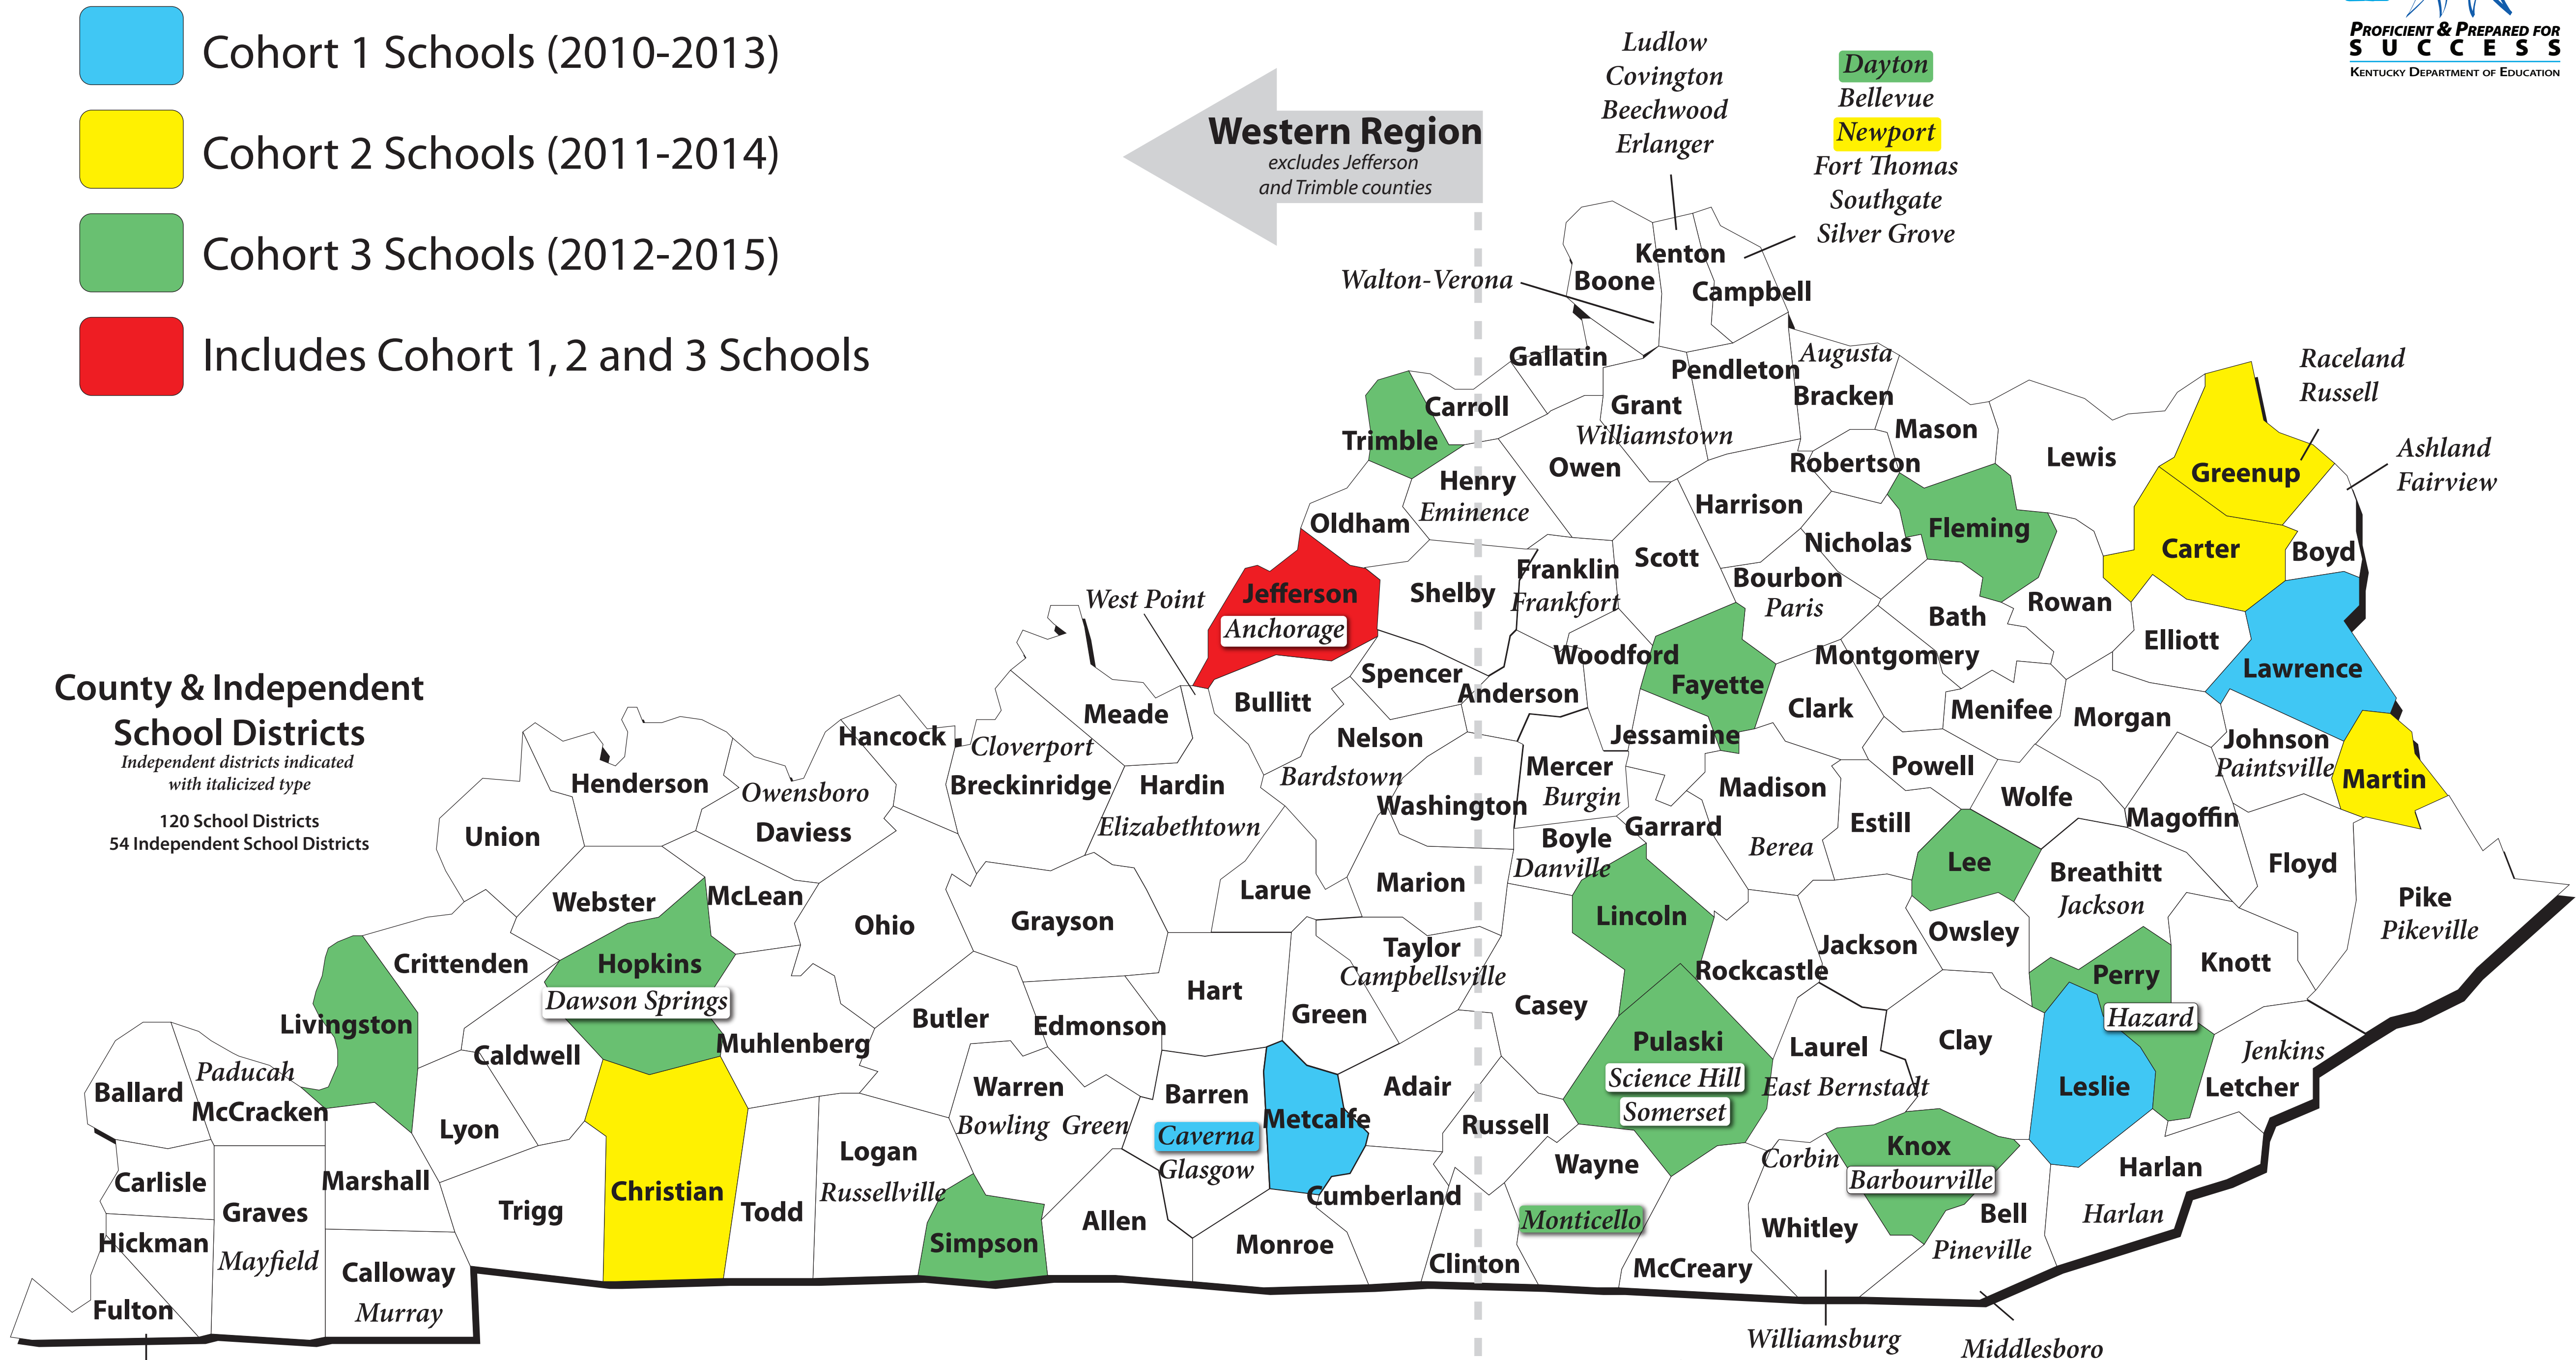 Cohort 1 Schools (2010-2013)
Cohort 2 Schools (2011-2014)
Cohort 3 Schools (2012-2015)
Includes Cohort 1, 2 and 3 Schools
PROFICIENT & PREPARED FOR
SUCCESS
KENTUCKY DEPARTMENT OF EDUCATION
Western Region
excludes Jefferson
and Trimble counties
Ludlow
Covington
Beechwood
Erlanger
Dayton
Bellevue
Newport
Fort Thomas
Southgate
Silver Grove
Kenton
Boone
Walton-Verona
Campbell
Gallatin
Pendleton
Augusta
Bracken
Raceland
Russell
Carroll
Grant
Williamstown
Trimble
Mason
Lewis
Ashland
Fairview
Owen
Robertson
Greenup
Henry
Eminence
Harrison
Oldham
Fleming
Nicholas
Carter
Boyd
Scott
Franklin
Frankfort
Bourbon
Paris
Jefferson
Anchorage
Shelby
West Point
Rowan
Bath
Elliott
Woodford
Montgomery
Lawrence
County & Independent
School Districts
Independent districts indicated
with italicized type
120 School Districts
54 Independent School Districts
Spencer
Anderson
Fayette
Bullitt
Clark
Menifee
Morgan
Meade
Hancock
Cloverport
Nelson
Bardstown
Jessamine
Johnson
Paintsville
Martin
Henderson
Owensboro
Breckinridge
Hardin
Elizabethtown
Mercer
Burgin
Madison
Powell
Wolfe
Washington
Magoffin
Union
Daviess
Boyle
Danville
Garrard
Berea
Estill
Lee
Floyd
Breathitt
Jackson
Larue
Marion
Pike
Pikeville
Webster
McLean
Ohio
Grayson
Lincoln
Jackson
Owsley
Taylor
Campbellsville
Crittenden
Hopkins
Dawson Springs
Rockcastle
Perry
Hazard
Knott
Hart
Casey
Green
Livingston
Butler
Edmonson
Muhlenberg
Caldwell
Pulaski
Science Hill
Somerset
Laurel
East Bernstadt
Clay
Jenkins
Letcher
Leslie
Ballard
Paducah
McCracken
Warren
Bowling Green
Barren
Caverna
Glasgow
Metcalfe
Adair
Russell
Lyon
Logan
Russellville
Wayne
Corbin
Knox
Barbourville
Harlan
Harlan
Carlisle
Marshall
Christian
Cumberland
Graves
Mayfield
Trigg
Todd
Allen
Monticello
Whitley
Bell
Pineville
Hickman
Simpson
Monroe
Calloway
Murray
Clinton
McCreary
Fulton
Williamsburg
Middlesboro